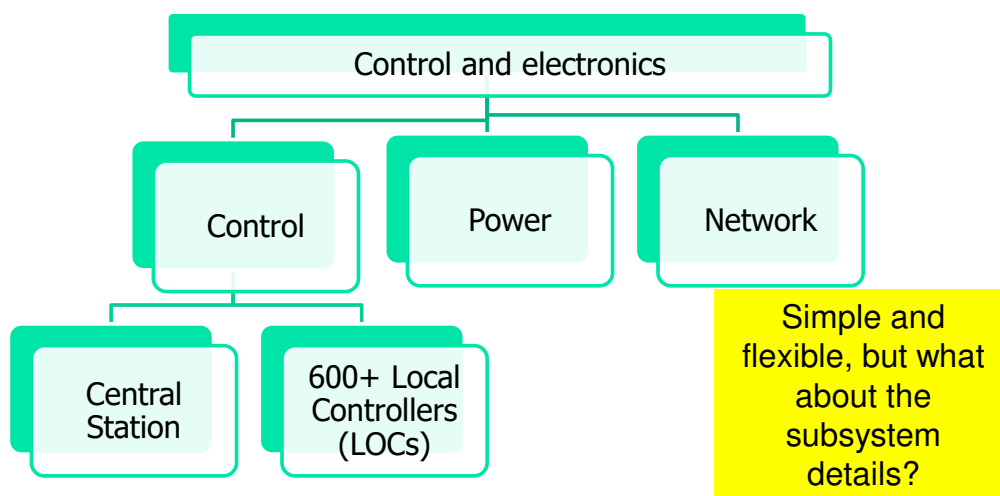 Control and electronics
Control
Power
Network
Central
Station
600+ Local
Controllers
(LOCs)
Simple and
flexible, but what
about the
subsystem
details?